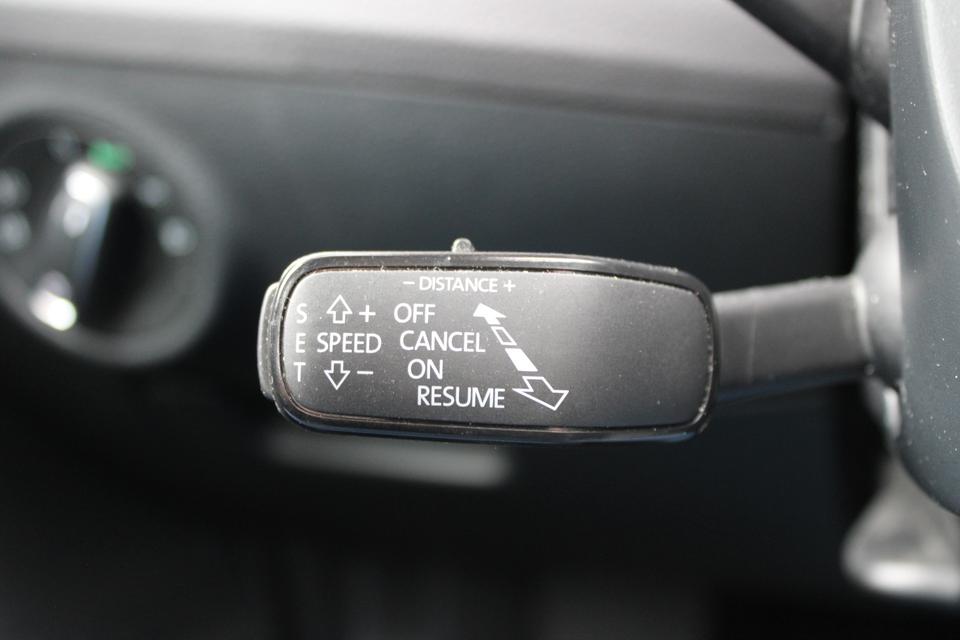 - DISTANCE +
S + OFF
E SPEED CANCEL
T - ON
RESUME